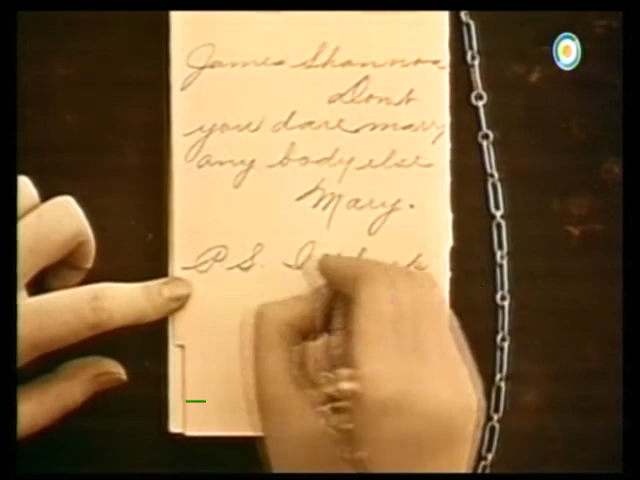 James Shannon
Dont
you dare marry
any body else
Mary.
P S. I